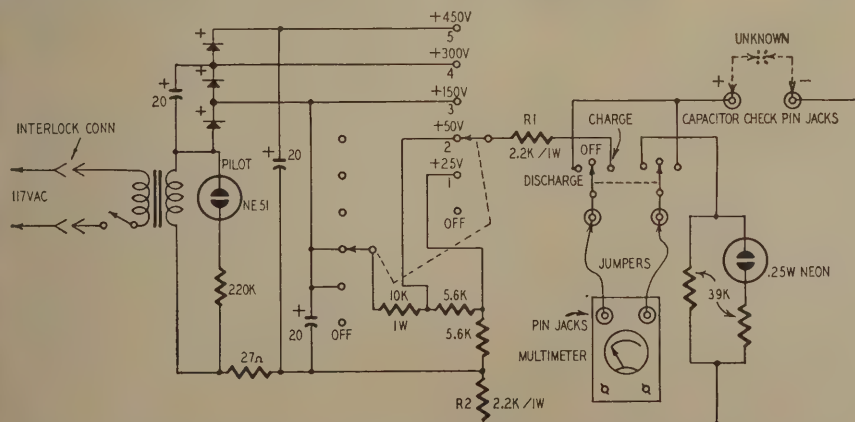 +450V
5
+300V
4
+150V
3
+50V
2
+25V
1
OFF
+
+
+
+
20
+
20
+
20
OFF
INTERLOCK CONN
117VAC
PILOT
NE51
220K
27Ω
10K
1W
5.6K
5.6K
R1
2.2K/1W
R2
2.2K/1W
CHARGE
OFF
DISCHARGE
JUMPERS
PIN JACKS
MULTIMETER
UNKNOWN
+
-
CAPACITOR CHECK PIN JACKS
.25W NEON
39K